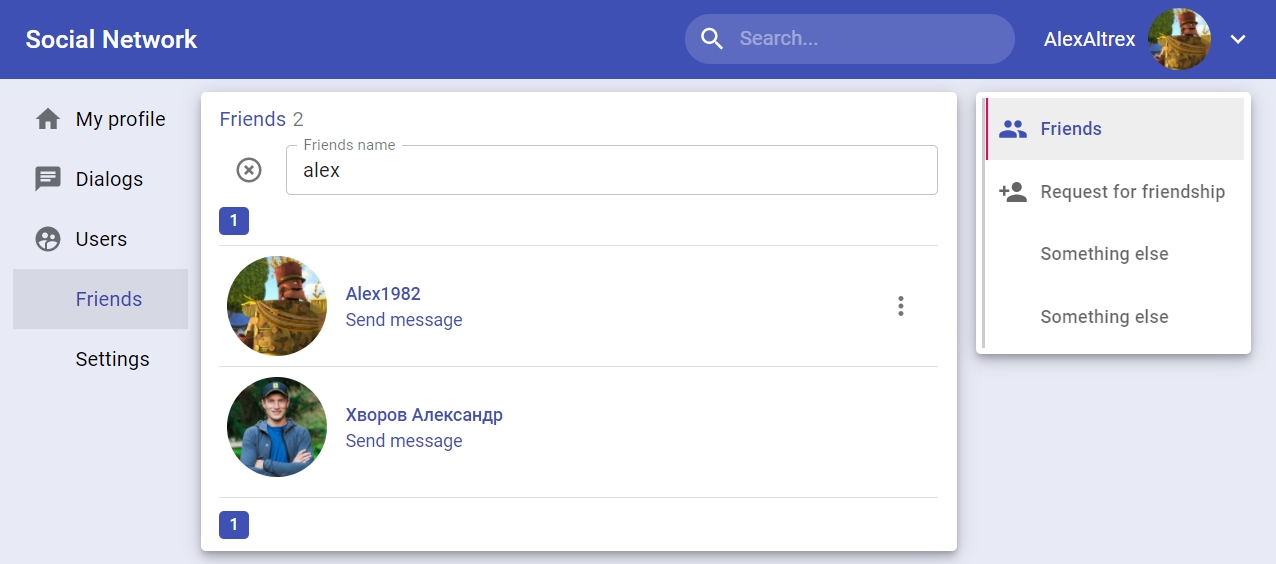 Social Network
Search...
AlexAltrex
My profile
Dialogs
Users
Friends
Settings
Friends 2
Friends name
alex
1
Alex1982
Send message
Хворов Александр
Send message
1
Friends
Request for friendship
Something else
Something else